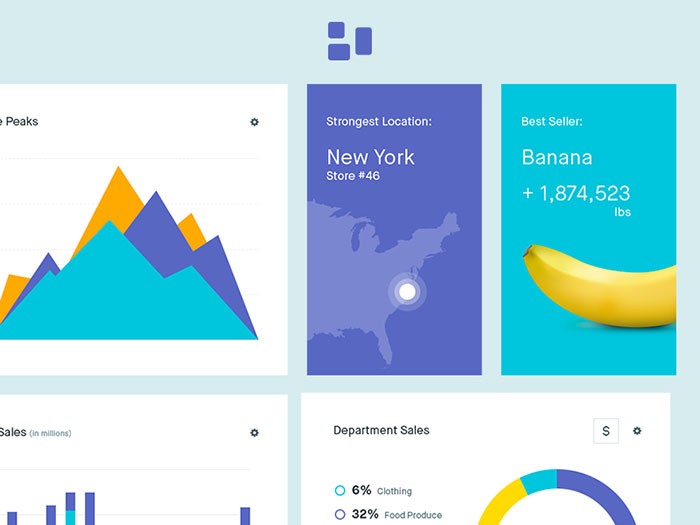 Peaks
Strongest Location:
New York
Store #46
Best Seller:
Banana
+ 1,874,523
lbs
Sales (in millions)
Department Sales
$
6% Clothing
32% Food Produce